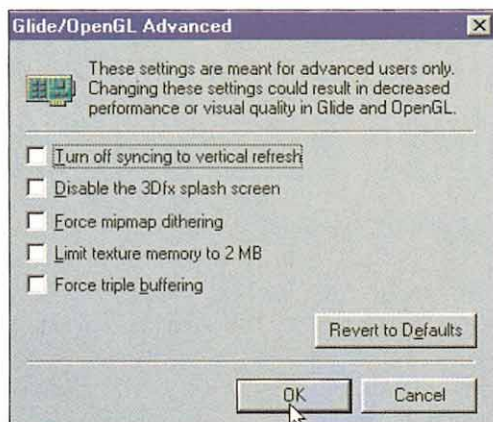 Glide/OpenGL Advanced
These settings are meant for advanced users only.
Changing these settings could result in decreased
performance or visual quality in Glide and OpenGL.
Turn off syncing to vertical refresh
Disable the 3Dfx splash screen
Force mipmap dithering
Limit texture memory to 2 MB
Force triple buffering
Revert to Defaults
OK
Cancel